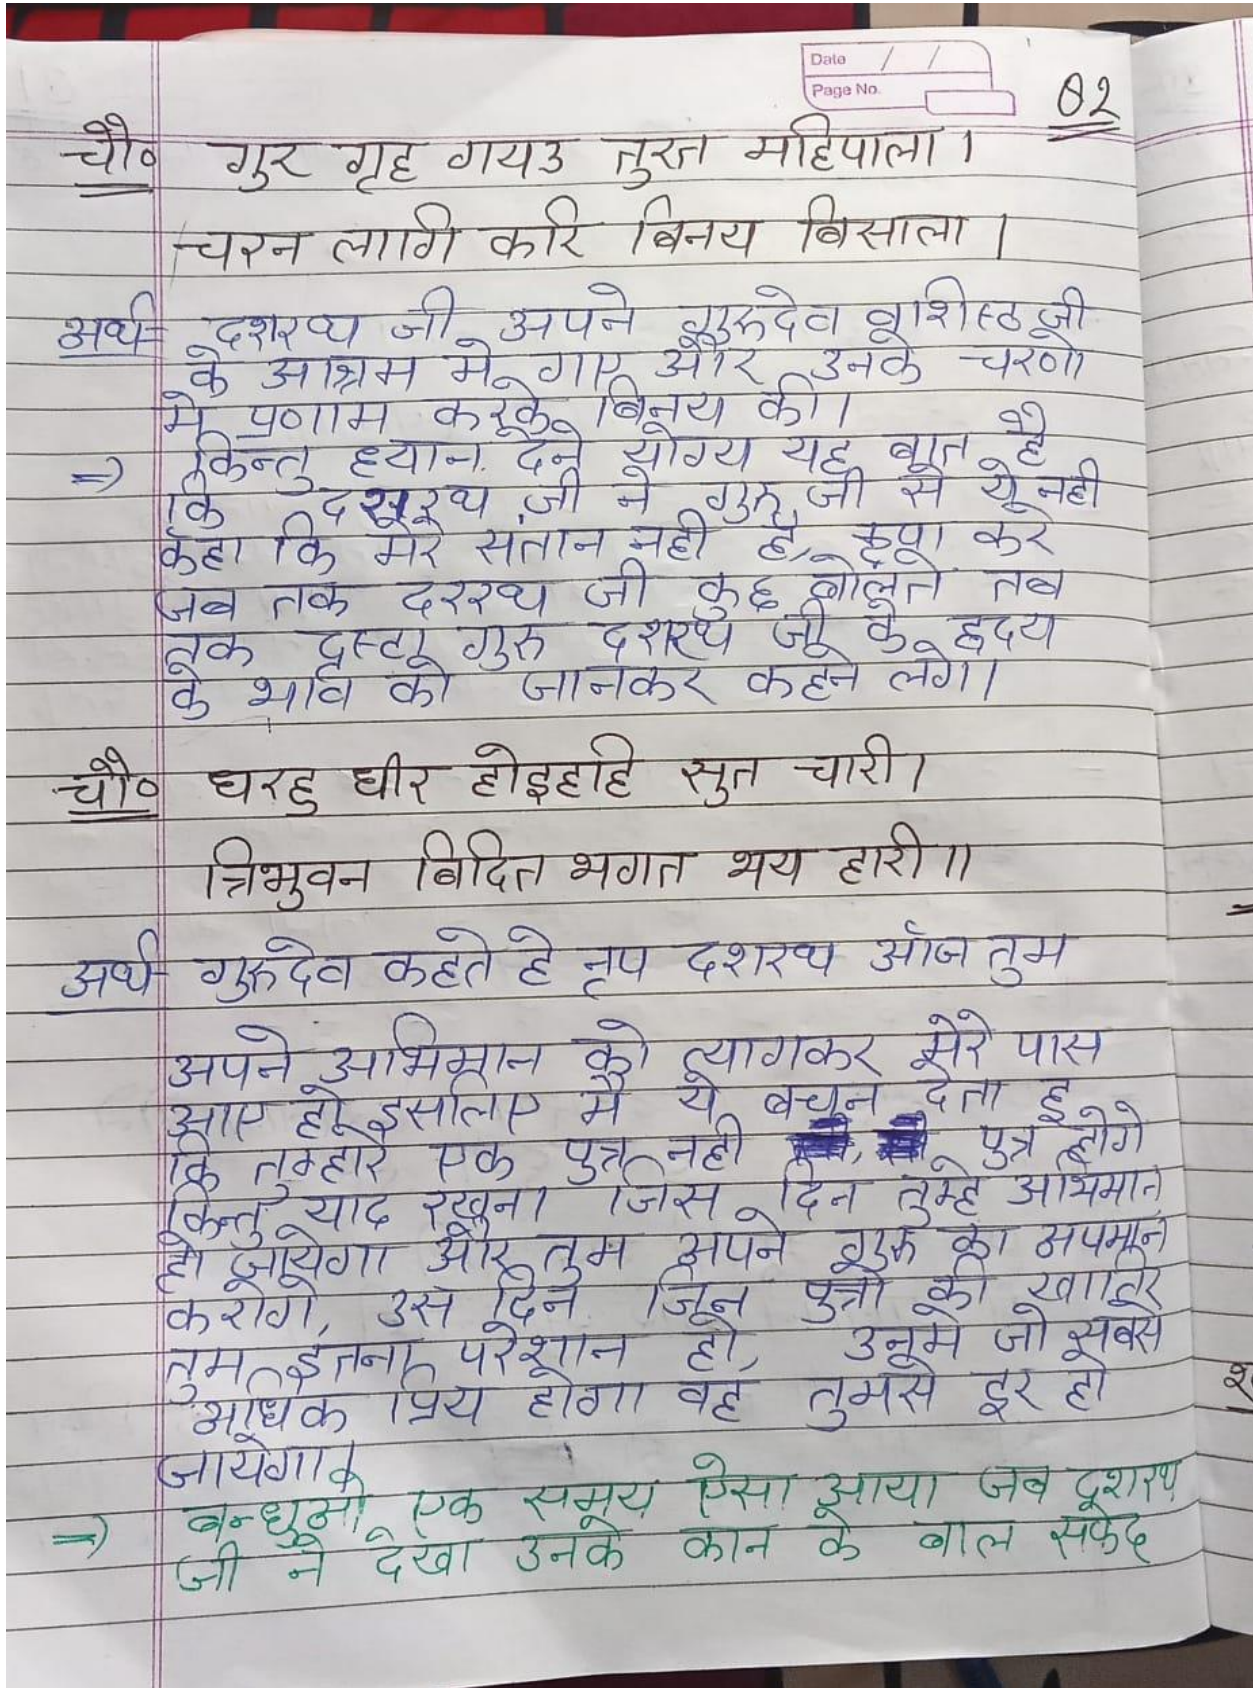 Date / /
Page No.
02
चौ० गुर गृह गयउ तुरत महिपाला।
चरन लागि करि बिनय बिसाला।
अर्थ- दशरथ जी अपने गुरुदेव वशिस्ठ जी
के आश्रम मे गए और उनके चरणो
मे प्रणाम करके बिनय की।
=> किन्तु ध्यान देने योग्य यह बात है
कि दशरथ जी ने गुरु जी से ये नही
कहा कि मेरे संतान नही है, कृपा करे
जब तक दररथ जी कुछ बोलते तब
तक द्रस्टा गुरु दशरथ जी के ह्रदय
के भाव को जानकर कहने लगे।
चौ० धरहु धीर होइहहि सुत चारी।
त्रिभुवन बिदित भगत भय हारी॥
अर्थ- गुरुदेव कहते हे नृप दशरथ आज तुम
अपने अभिमान को त्यागकर मेरे पास
आए हो इसलिए मै ये बचन देता हु
कि तुम्हारे एक पुत्र नही पुत्र होगे
किन्तु याद रखना जिस दिन तुम्हे अभिमान
हो जायेगा और तुम अपने गुरु का अपमान
करोगे, उस दिन जिन पुत्रो की खातिर
तुम इतना परेशान हो, उनमे जो सबसे
अधिक प्रिय होगा वह तुमसे दूर हो
जायेगा।
=> बन्धुओ एक समय ऐसा आया जब दशरथ
जी ने देखा उनके कान के बाल सफेद